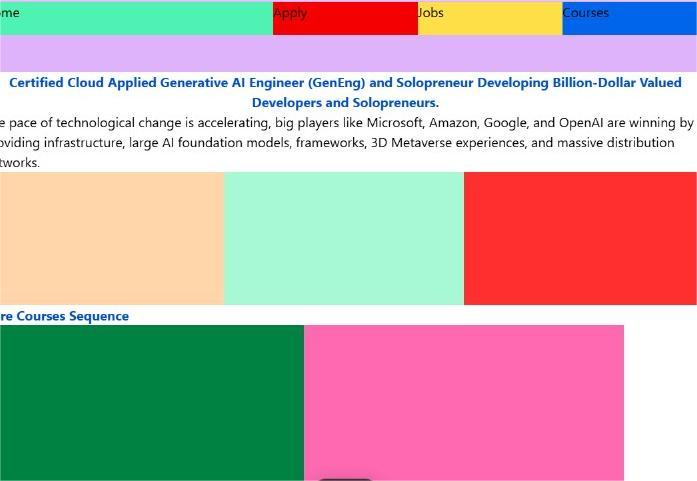 ome Apply Jobs Courses
Certified Cloud Applied Generative AI Engineer (GenEng) and Solopreneur Developing Billion-Dollar Valued
Developers and Solopreneurs.
e pace of technological change is accelerating, big players like Microsoft, Amazon, Google, and OpenAI are winning by
oviding infrastructure, large AI foundation models, frameworks, 3D Metaverse experiences, and massive distribution
tworks.
re Courses Sequence